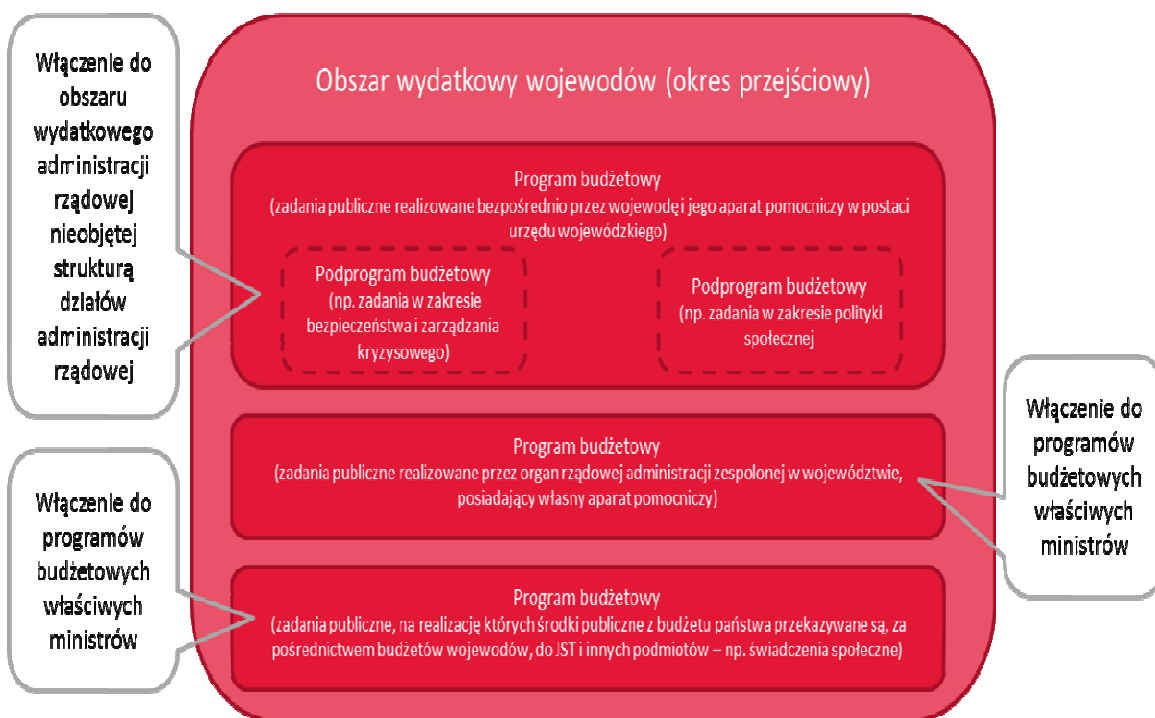 Włączenie do
obszaru
wydatkowego
administracji
rządowej
nieobjętej
strukturą
działów
administracji
rządowej
Obszar wydatkowy wojewodów (okres przejściowy)
Program budżetowy
(zadania publiczne realizowane bezpośrednio przez wojewodę i jego aparat pomocniczy w postaci
urzędu wojewódzkiego)
Podprogram budżetowy
(np. zadania w zakresie
bezpieczeństwa i zarządzania
kryzysowego)
Podprogram budżetowy
(np. zadania w zakresie polityki
społecznej
Program budżetowy
(zadania publiczne realizowane przez organ rządowej administracji zespolonej w województwie,
posiadający własny aparat pomocniczy)
Włączenie do
programów
budżetowych
właściwych
ministrów
Włączenie do
programów
budżetowych
właściwych
ministrów
Program budżetowy
(zadania publiczne, na realizację których środki publiczne z budżetu państwa przekazywane są, za
pośrednictwem budżetów wojewodów, do JST i innych podmiotów – np. świadczenia społeczne)